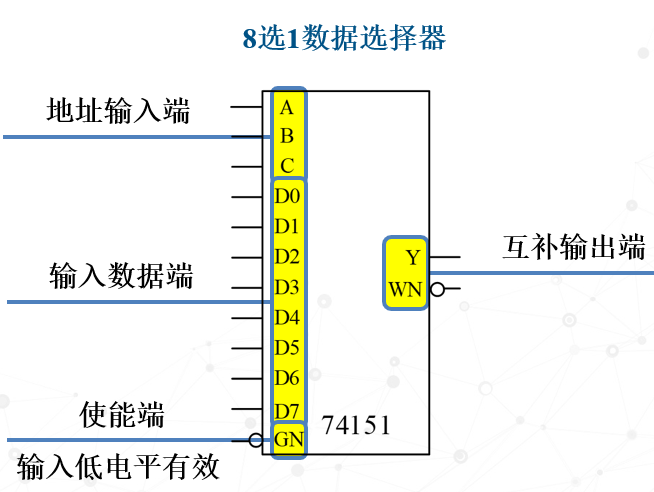 8选1数据选择器
地址输入端
A
B
C
D0
D1
D2
D3
D4
D5
D6
D7
GN
输入数据端
使能端
输入低电平有效
Y
WN
互补输出端
74151